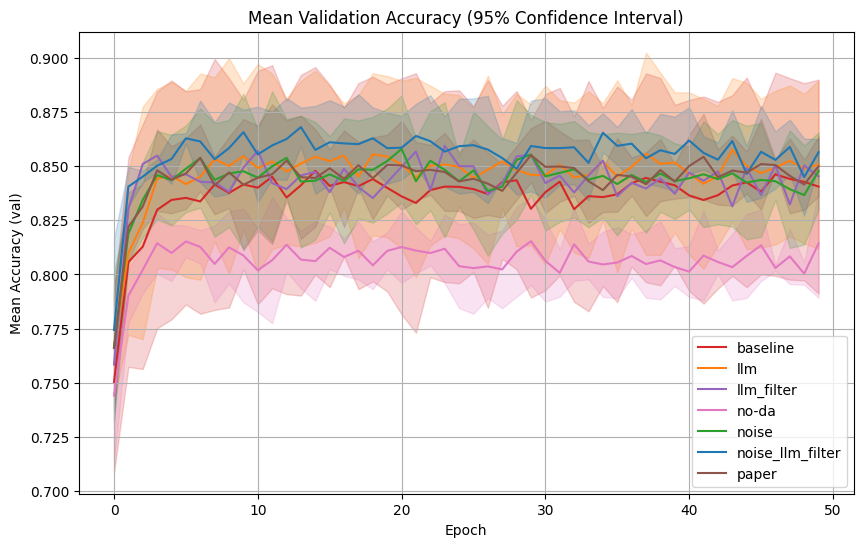 Mean Validation Accuracy (95% Confidence Interval)
Mean Accuracy (val)
0.900
0.875
0.850
0.825
0.800
0.775
0.750
0.725
0.700
0
10
20
30
40
50
Epoch
baseline
llm
llm_filter
no-da
noise
noise_llm_filter
paper